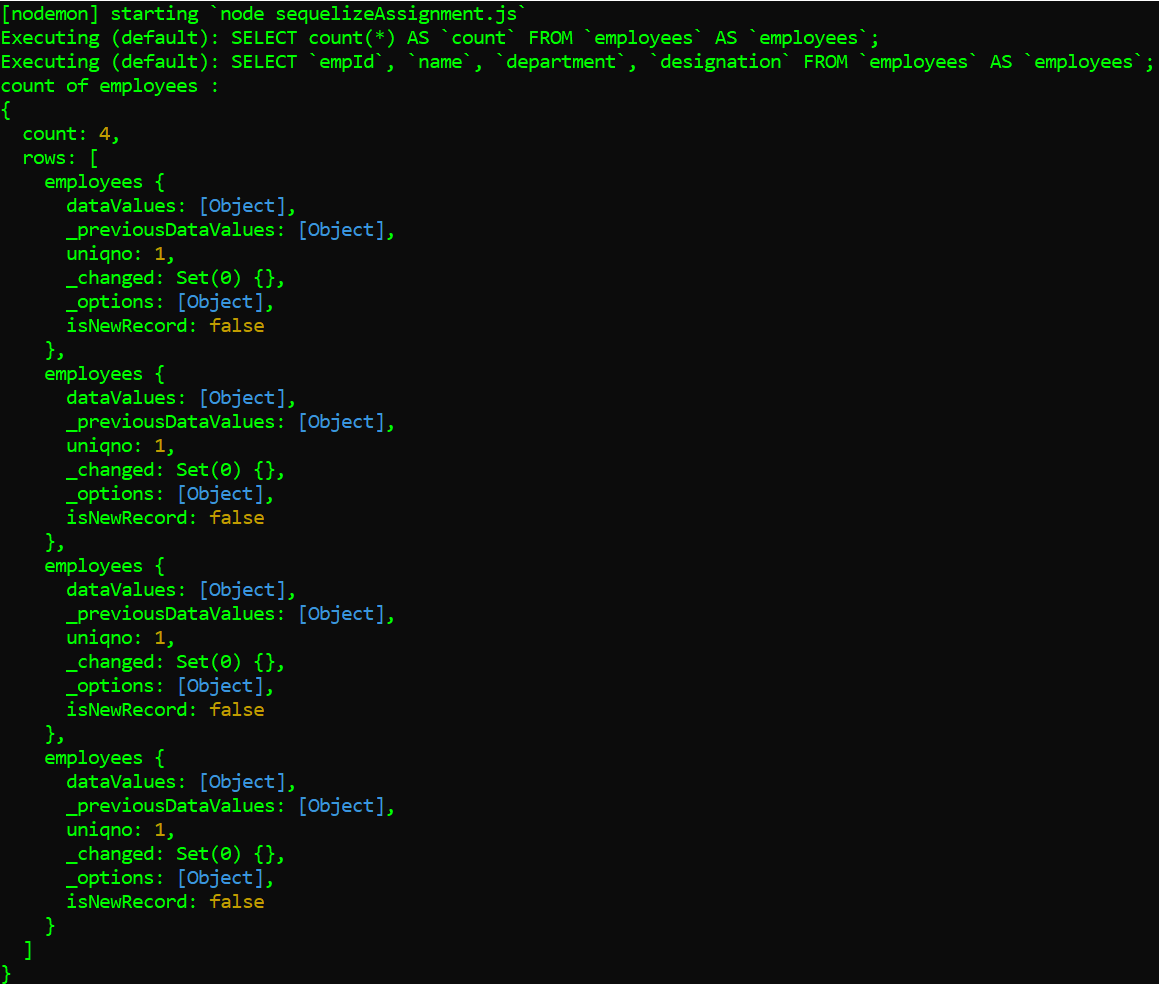 [nodemon] starting `node sequelizeAssignment.js`
Executing (default): SELECT count(*) AS `count` FROM `employees` AS `employees`;
Executing (default): SELECT `empId`, `name`, `department`, `designation` FROM `employees` AS `employees`;
count of employees :
{
  count: 4,
  rows: [
    employees {
      dataValues: [Object],
      _previousDataValues: [Object],
      uniqno: 1,
      _changed: Set(0) {},
      _options: [Object],
      isNewRecord: false
    },
    employees {
      dataValues: [Object],
      _previousDataValues: [Object],
      uniqno: 1,
      _changed: Set(0) {},
      _options: [Object],
      isNewRecord: false
    },
    employees {
      dataValues: [Object],
      _previousDataValues: [Object],
      uniqno: 1,
      _changed: Set(0) {},
      _options: [Object],
      isNewRecord: false
    },
    employees {
      dataValues: [Object],
      _previousDataValues: [Object],
      uniqno: 1,
      _changed: Set(0) {},
      _options: [Object],
      isNewRecord: false
    }
  ]
}